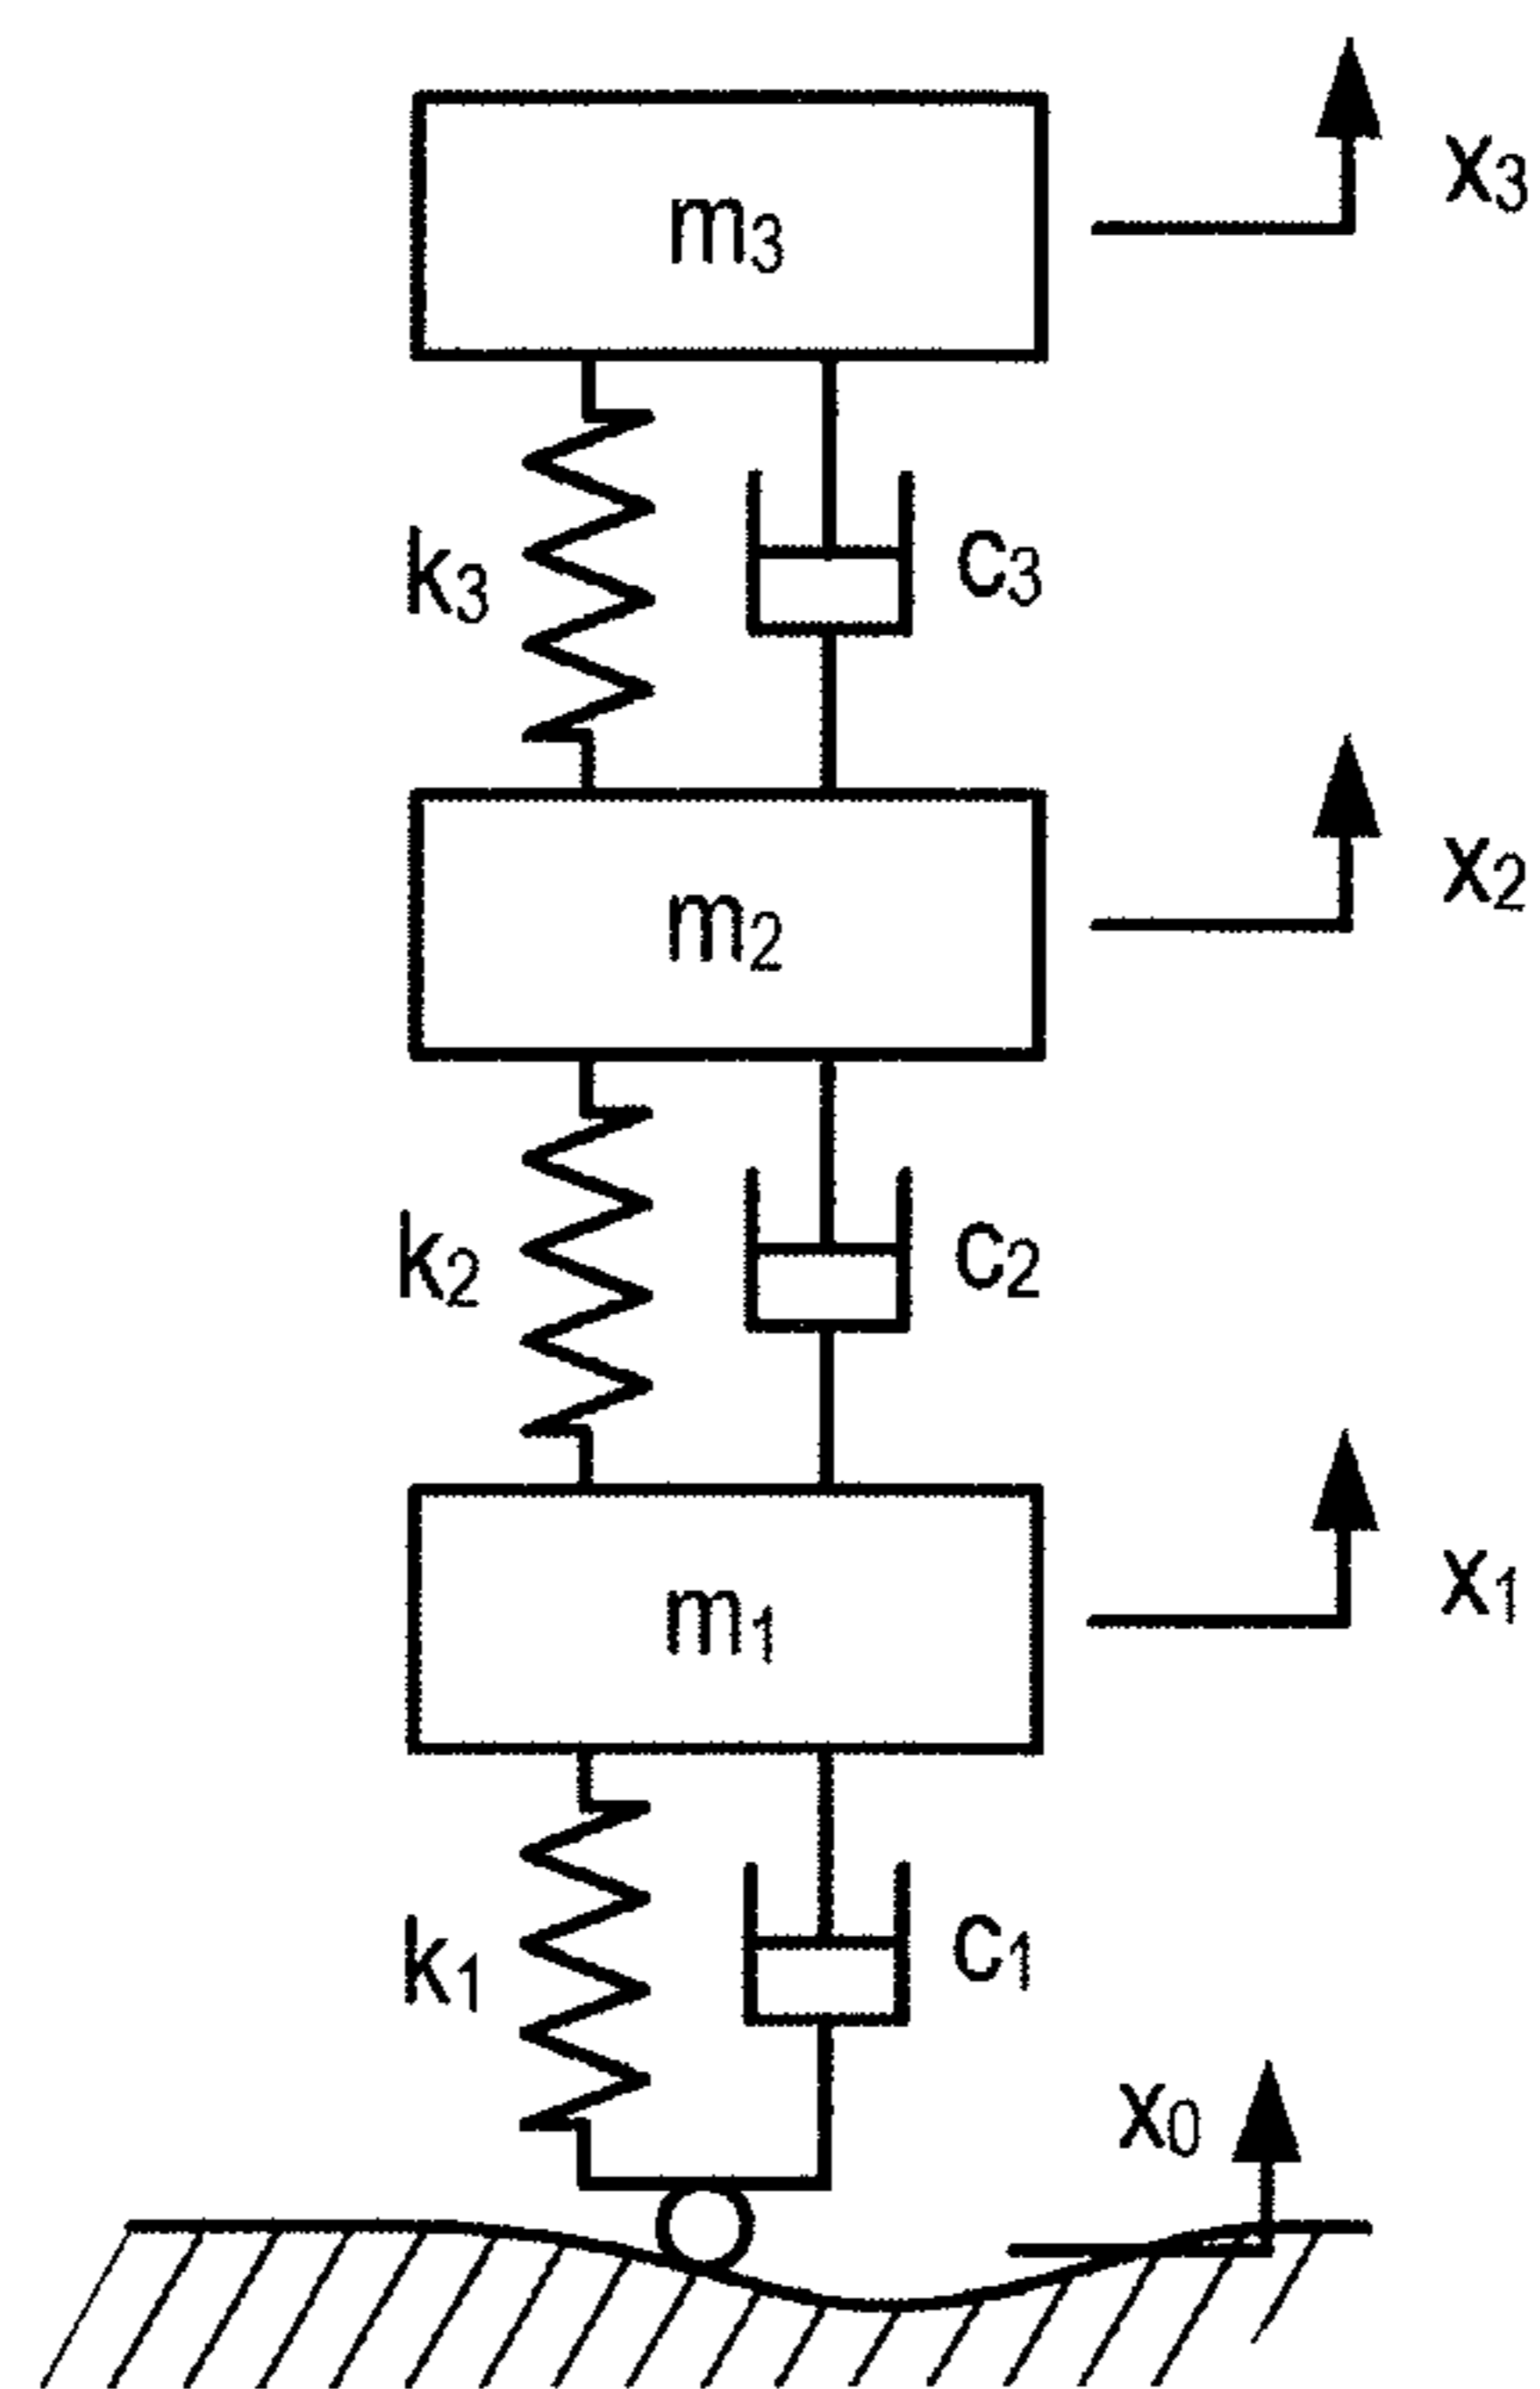 m₃
x₃
k₃
c₃
m₂
x₂
k₂
c₂
m₁
x₁
k₁
c₁
x₀